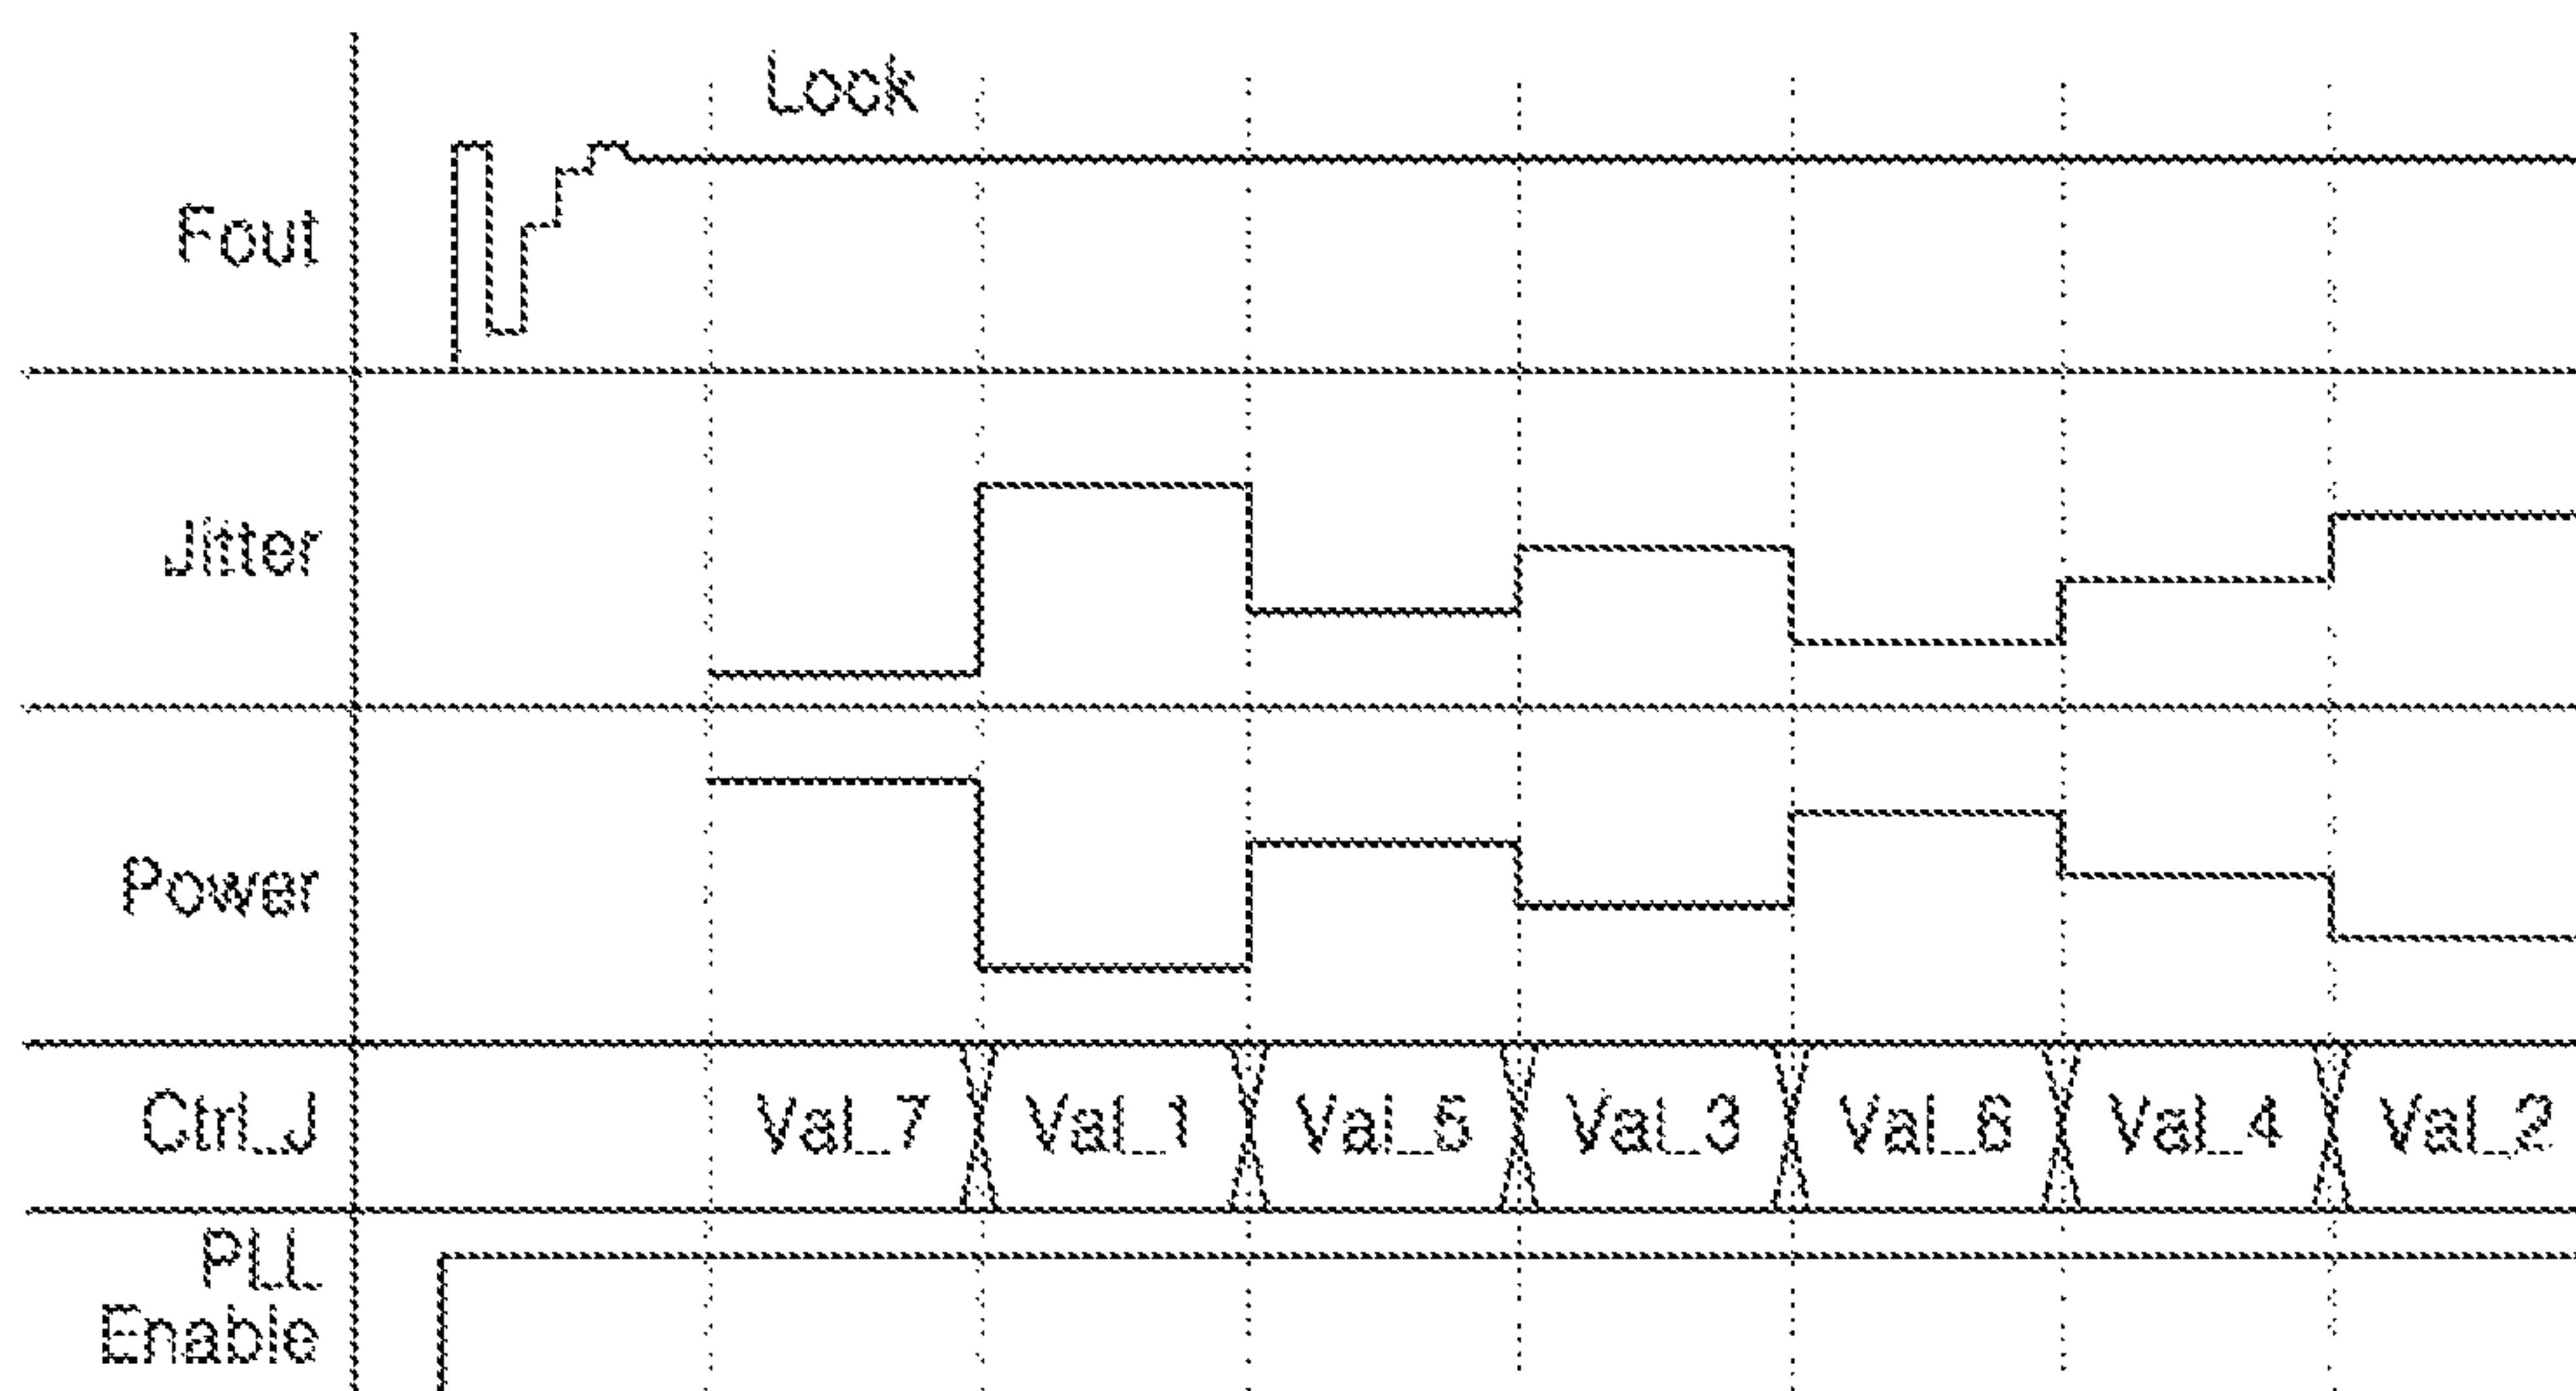 Lock
Fout
Jitter
Power
Ctrl_J Val_7 Val_1 Val_5 Val_3 Val_6 Val_4 Val_2
PLL
Enable